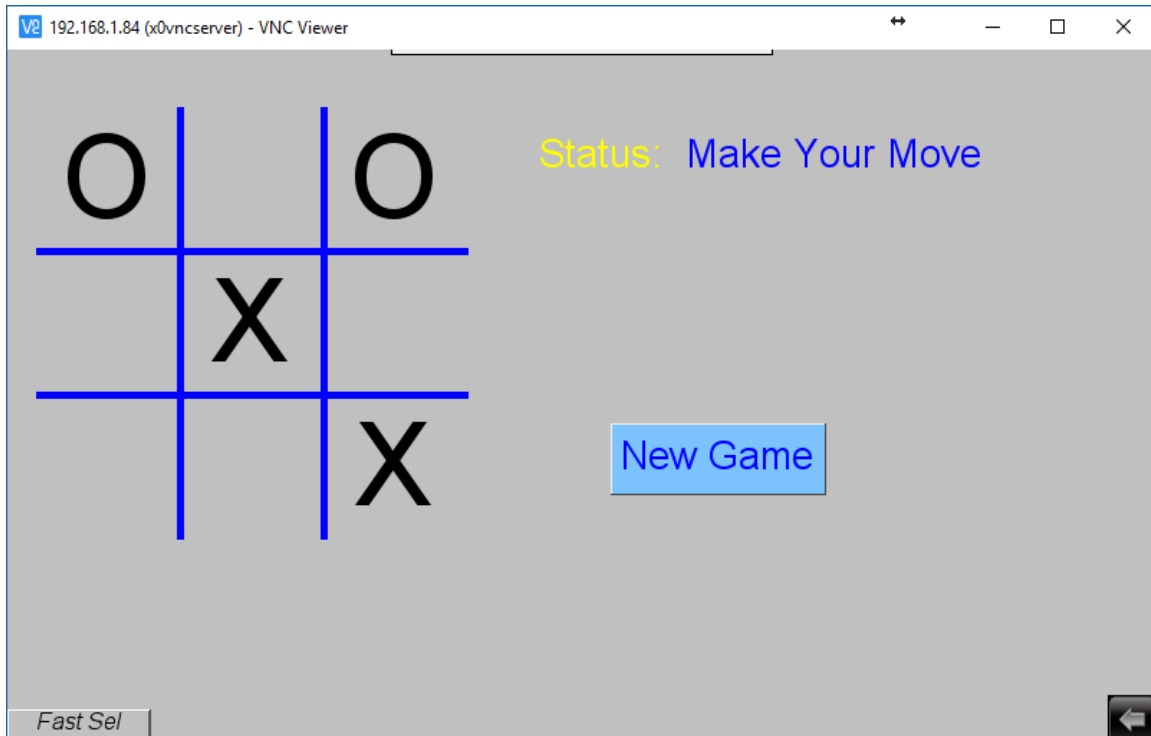 192.168.1.84 (x0vncserver) - VNC Viewer
O O
Status: Make Your Move
X
X
New Game
Fast Sel